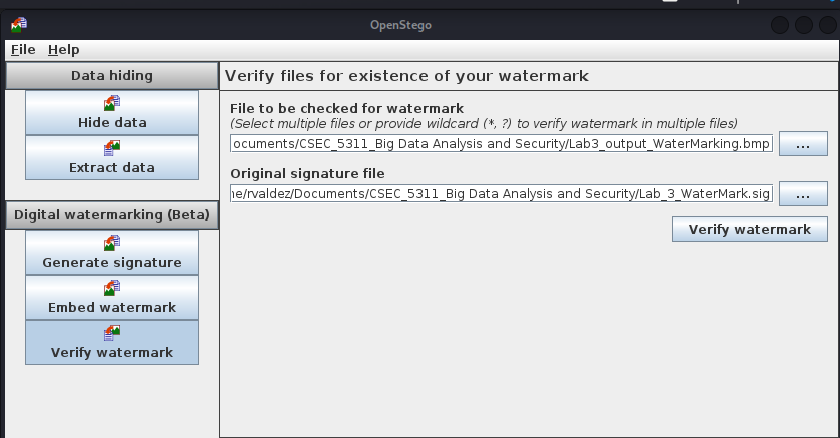 OpenStego
File Help
Data hiding
Hide data
Extract data
Digital watermarking (Beta)
Generate signature
Embed watermark
Verify watermark
Verify files for existence of your watermark
File to be checked for watermark
(Select multiple files or provide wildcard (*, ?) to verify watermark in multiple files)
ocuments/CSEC_5311_Big Data Analysis and Security/Lab3_output_WaterMarking.bmp
...
Original signature file
ne/rvaldez/Documents/CSEC_5311_Big Data Analysis and Security/Lab_3_WaterMark.sig
...
Verify watermark